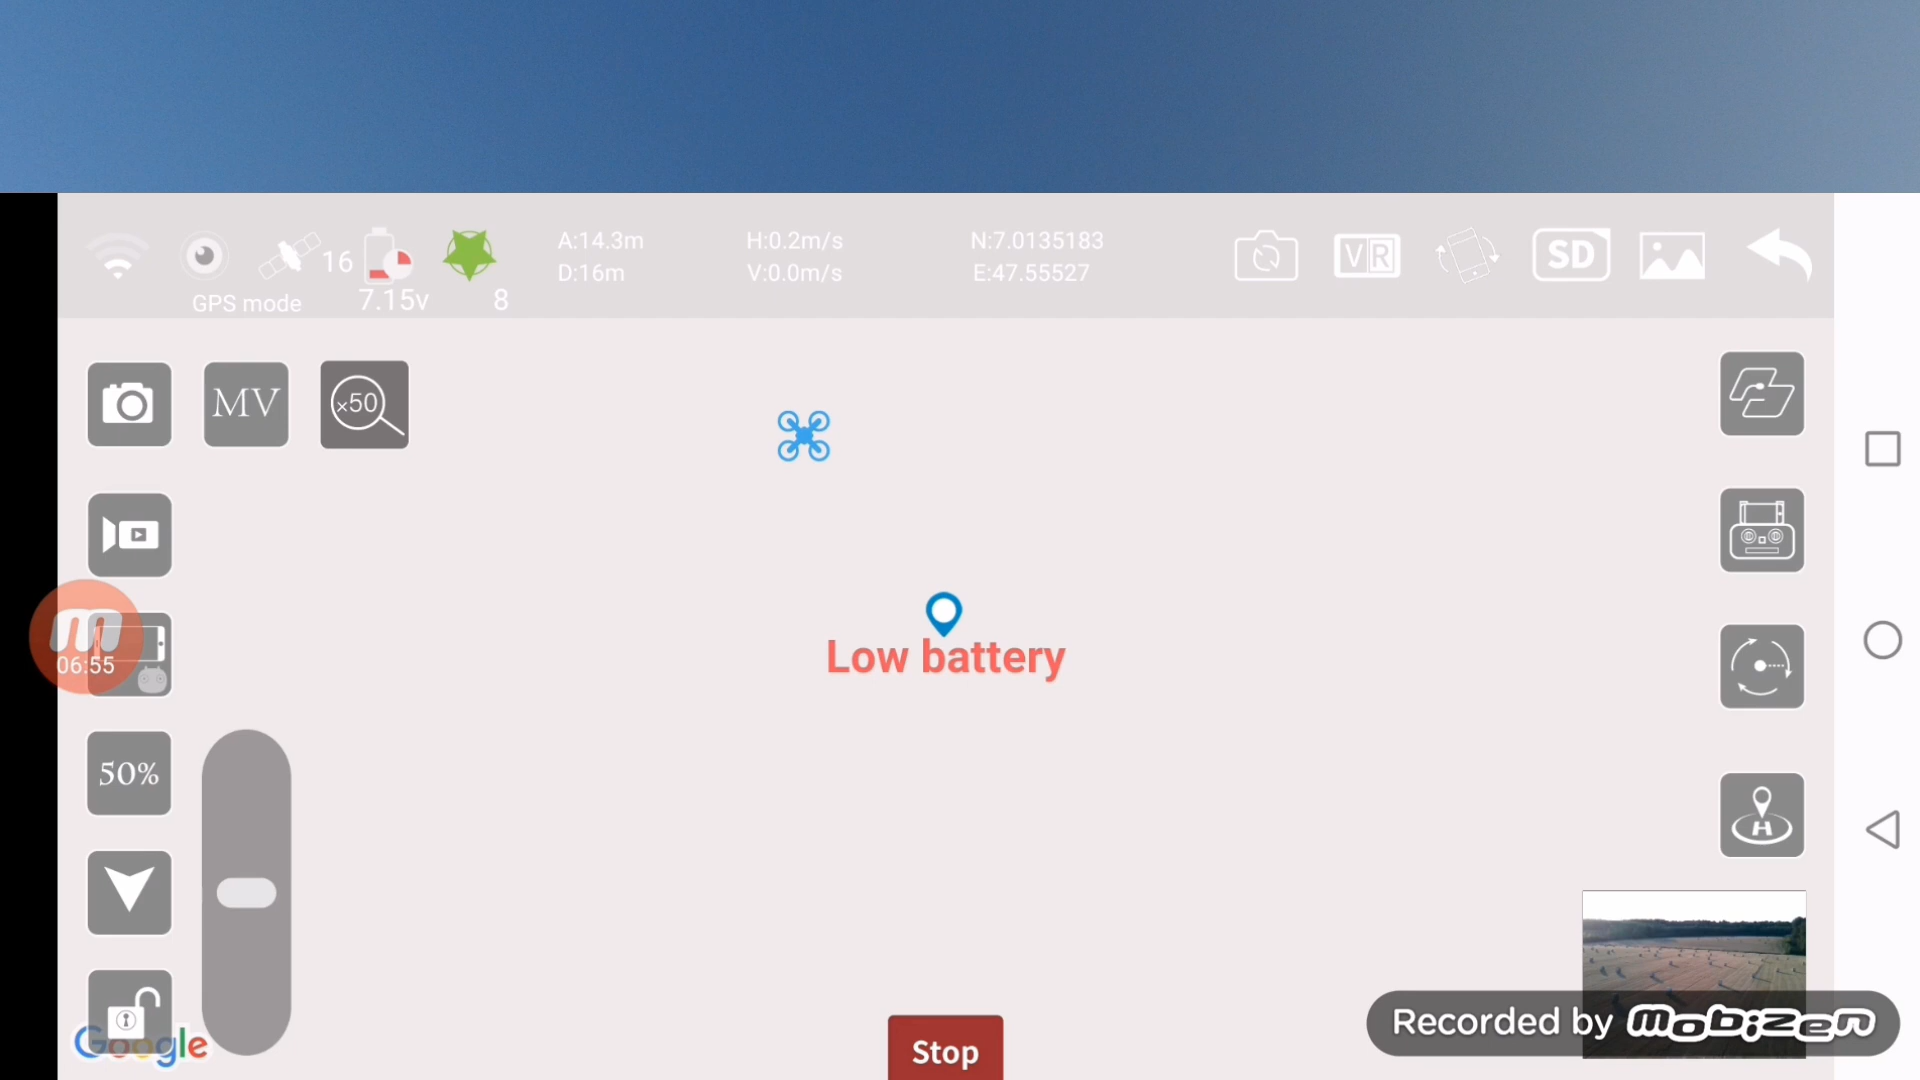 16
GPS mode
7.15v
8
A:14.3m
D:16m
H:0.2m/s
V:0.0m/s
N:7.0135183
E:47.55527
VR
SD
MV
×50
Low battery
06:55
50%
H
Google
Stop
Recorded by mobizen